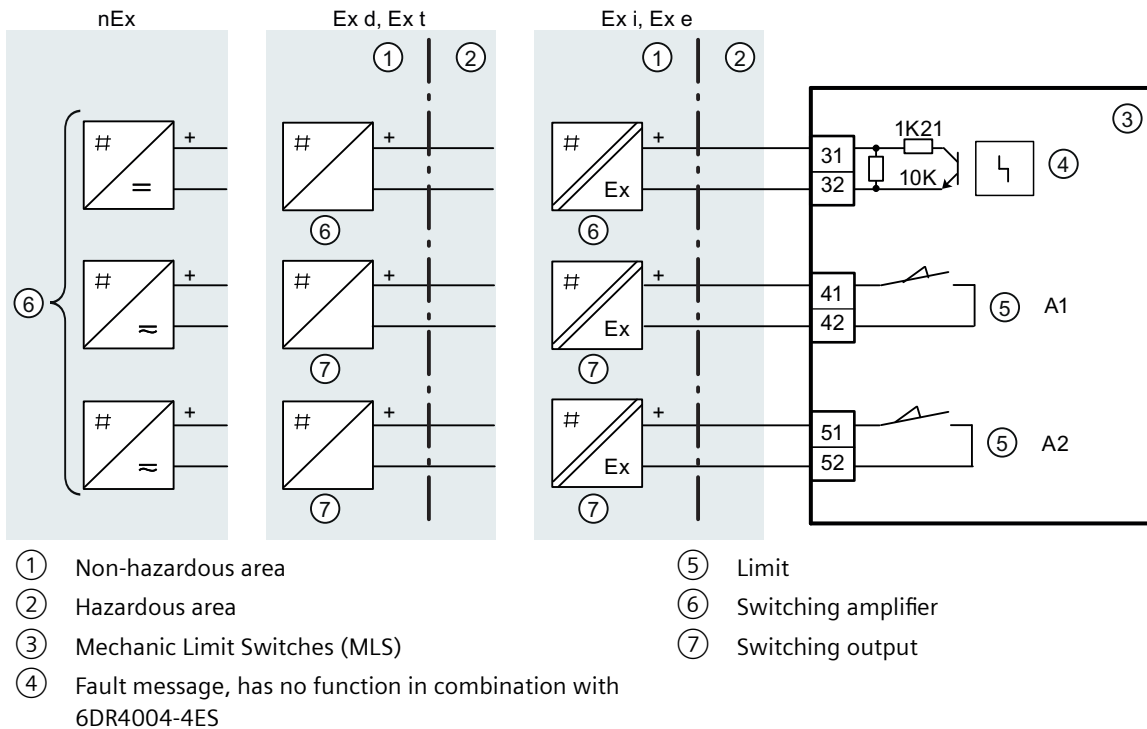 nEx
Ex d, Ex t
Ex i, Ex e
① ②
① ②
③
# = +
# +
⑥
# Ex +
⑥
31
32
1K21
10K
④
⑥
# ≂ +
# +
⑦
# Ex +
⑦
41
42
⑤ A1
# ≂ +
# +
⑦
# Ex +
⑦
51
52
⑤ A2
① Non-hazardous area
② Hazardous area
③ Mechanic Limit Switches (MLS)
④ Fault message, has no function in combination with
6DR4004-4ES
⑤ Limit
⑥ Switching amplifier
⑦ Switching output